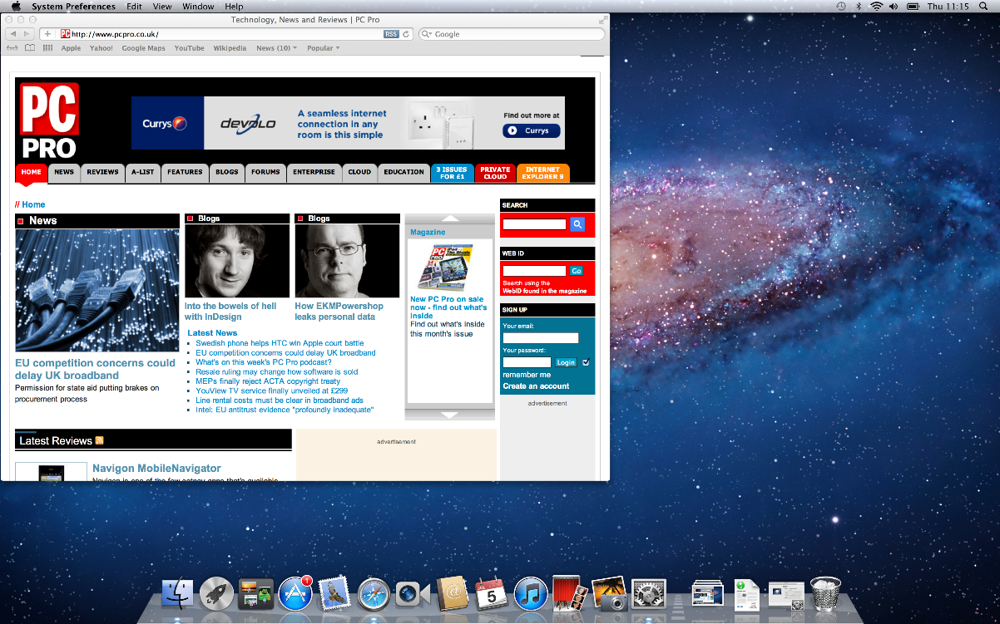 System Preferences Edit View Window Help
Thu 11:15
Technology, News and Reviews | PC Pro
http://www.pcpro.co.uk/
RSS
Google
Apple Yahoo! Google Maps YouTube Wikipedia News (10) Popular
PC
PRO
Currys
devolo
A seamless internet
connection in any
room is this simple
Find out more at
Currys
HOME NEWS REVIEWS A-LIST FEATURES BLOGS FORUMS ENTERPRISE CLOUD EDUCATION
3 ISSUES
FOR £1
PRIVATE
CLOUD
INTERNET
EXPLORER 9
// Home
News
EU competition concerns could
delay UK broadband
Permission for state aid putting brakes on
procurement process
Blogs
Into the bowels of hell
with InDesign
Blogs
How EKMPowershop
leaks personal data
Latest News
Swedish phone helps HTC win Apple court battle
EU competition concerns could delay UK broadband
What's on this week's PC Pro podcast?
Resale ruling may change how software is sold
MEPs finally reject ACTA copyright treaty
YouView TV service finally unveiled at £299
Line rental costs must be clear in broadband ads
Intel: EU antitrust evidence "profoundly inadequate"
Magazine
PC
PRO
iPad
The Rivals
New PC Pro on sale
now - find out what's
inside
Find out what's inside
this month's issue
SEARCH
WEB ID
Go
Search using the
WebID found in the magazine
SIGN UP
Your email:
Your password:
Login
remember me
Create an account
advertisement
Latest Reviews
advertisement
Navigon MobileNavigator
Navigon is one of the few satnav apps that's available
1
JUL
5